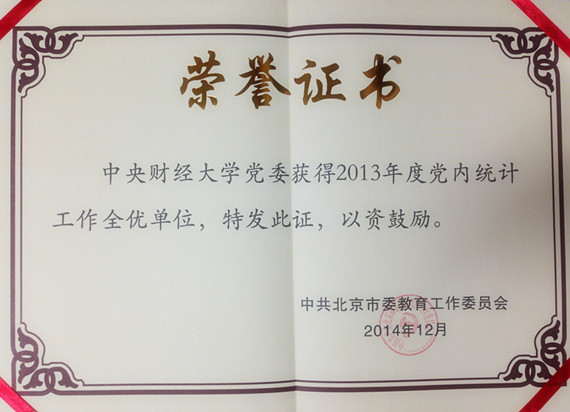 荣誉证书
中央财经大学党委获得2013年度党内统计
工作全优单位，特发此证，以资鼓励。
中共北京市委教育工作委员会
2014年12月